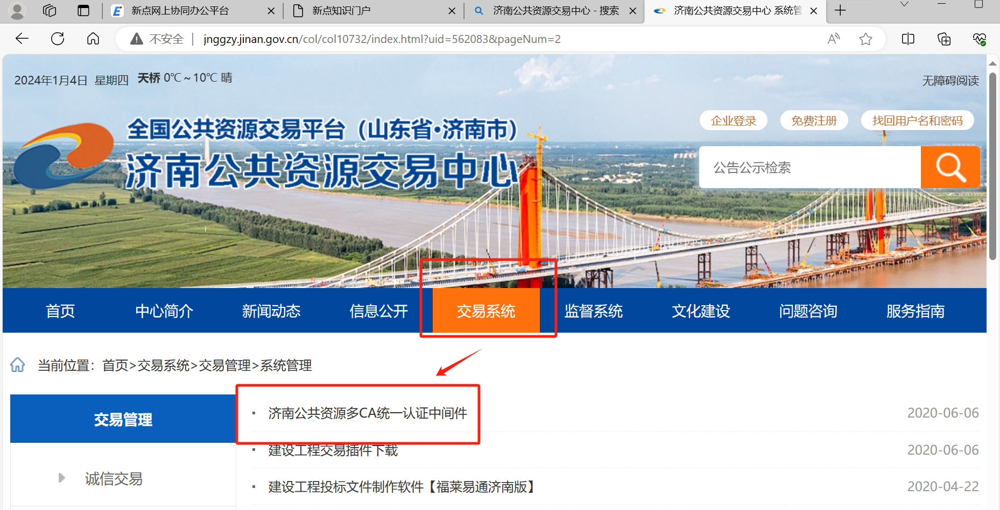 新点网上协同办公平台
新点知识门户
济南公共资源交易中心 - 搜索
济南公共资源交易中心 系统管
不安全
jnggzy.jinan.gov.cn/col/col10732/index.html?uid=562083&pageNum=2
2024年1月4日 星期四 天桥 0℃～10℃ 晴
无障碍阅读
全国公共资源交易平台（山东省·济南市）
济南公共资源交易中心
企业登录
免费注册
找回用户名和密码
公告公示检索
首页
中心简介
新闻动态
信息公开
交易系统
监督系统
文化建设
问题咨询
服务指南
当前位置：首页>交易系统>交易管理>系统管理
交易管理
诚信交易
济南公共资源多CA统一认证中间件 2020-06-06
建设工程交易插件下载 2020-06-06
建设工程投标文件制作软件【福莱易通济南版】 2020-04-22